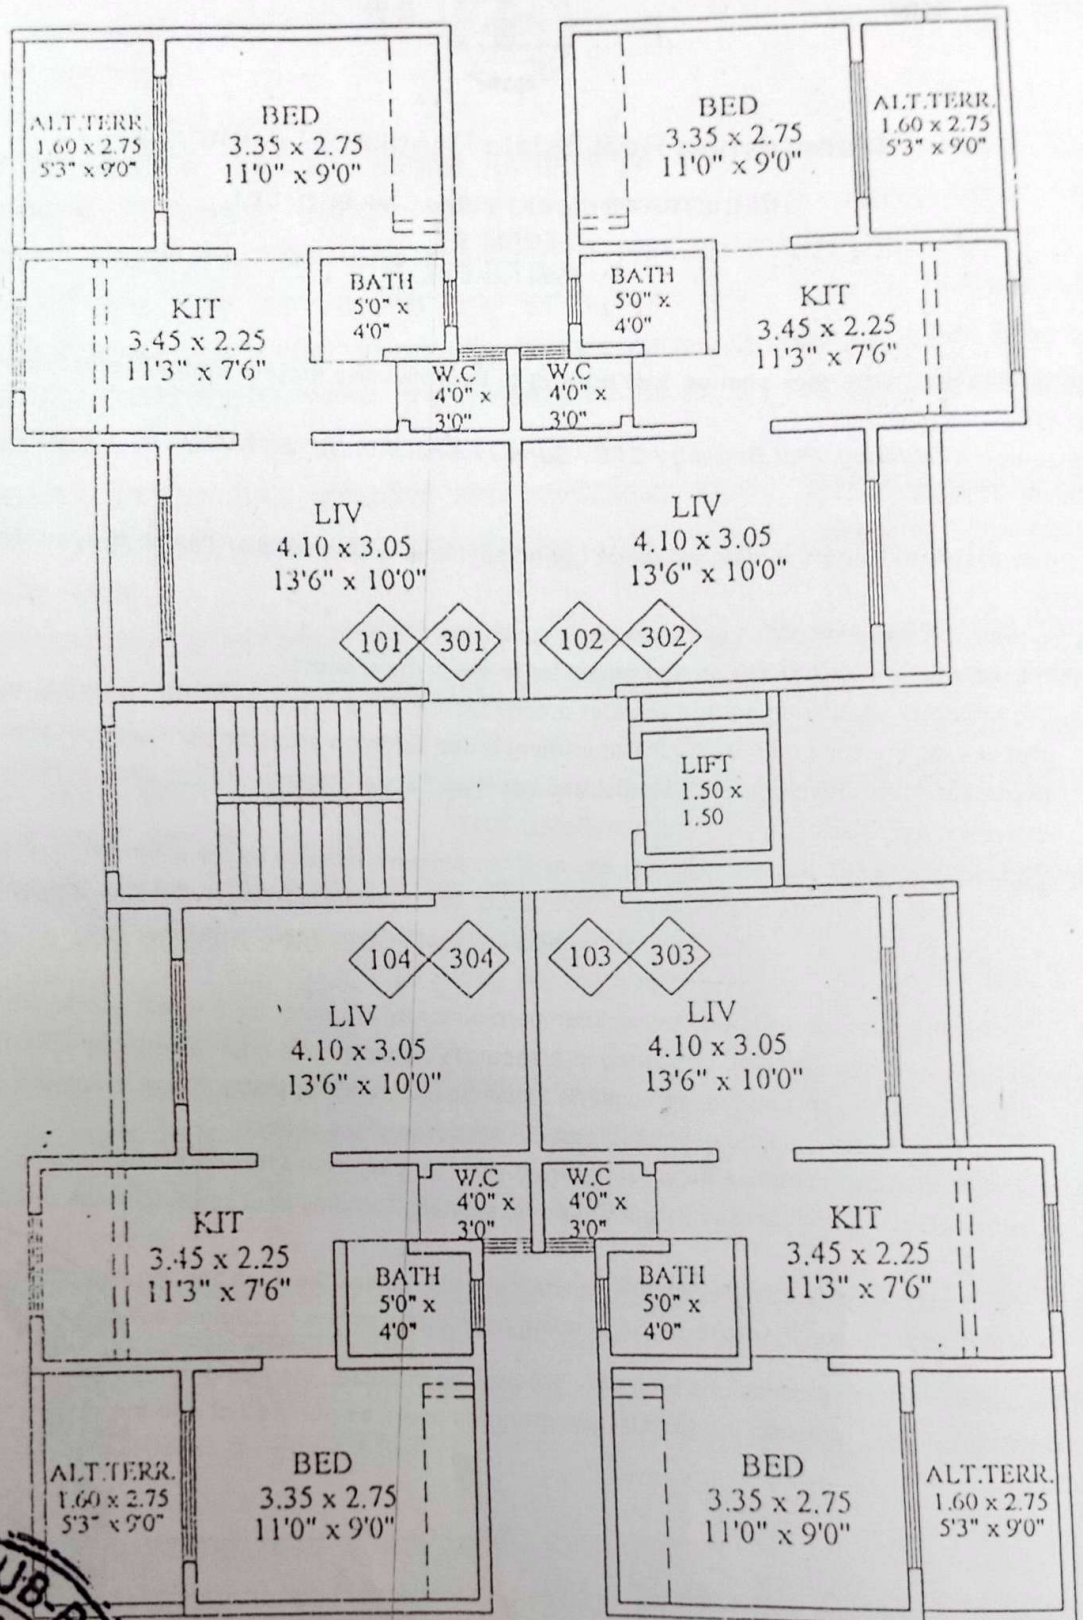 ALT.TERR.
1.60 x 2.75
5'3" x 9'0"
BED
3.35 x 2.75
11'0" x 9'0"
BED
3.35 x 2.75
11'0" x 9'0"
ALT.TERR.
1.60 x 2.75
5'3" x 9'0"
KIT
3.45 x 2.25
11'3" x 7'6"
BATH
5'0" x
4'0"
BATH
5'0" x
4'0"
KIT
3.45 x 2.25
11'3" x 7'6"
W.C
4'0" x
3'0"
W.C
4'0" x
3'0"
LIV
4.10 x 3.05
13'6" x 10'0"
LIV
4.10 x 3.05
13'6" x 10'0"
101 301
102 302
LIFT
1.50 x
1.50
104 304
103 303
LIV
4.10 x 3.05
13'6" x 10'0"
LIV
4.10 x 3.05
13'6" x 10'0"
W.C
4'0" x
3'0"
W.C
4'0" x
3'0"
KIT
3.45 x 2.25
11'3" x 7'6"
BATH
5'0" x
4'0"
BATH
5'0" x
4'0"
KIT
3.45 x 2.25
11'3" x 7'6"
ALT.TERR.
1.60 x 2.75
5'3" x 9'0"
BED
3.35 x 2.75
11'0" x 9'0"
BED
3.35 x 2.75
11'0" x 9'0"
ALT.TERR.
1.60 x 2.75
5'3" x 9'0"